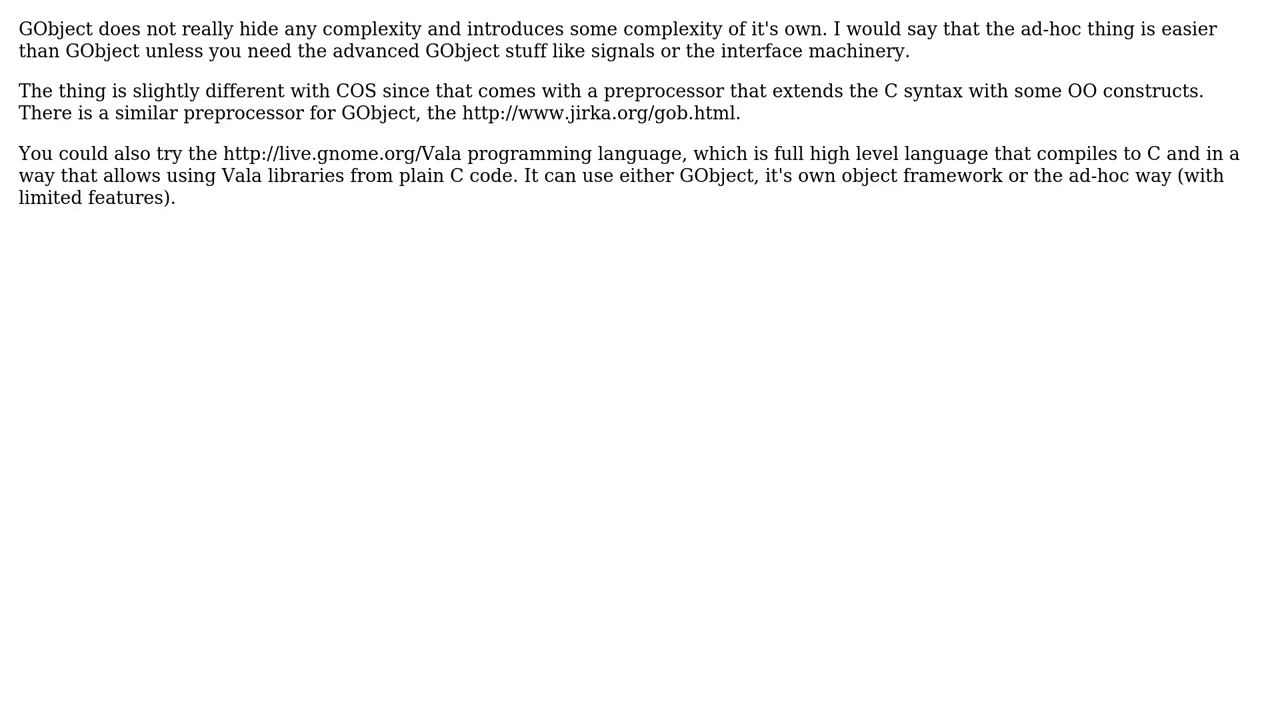 GObject does not really hide any complexity and introduces some complexity of it's own. I would say that the ad-hoc thing is easier
than GObject unless you need the advanced GObject stuff like signals or the interface machinery.
The thing is slightly different with COS since that comes with a preprocessor that extends the C syntax with some OO constructs.
There is a similar preprocessor for GObject, the http://www.jirka.org/gob.html.
You could also try the http://live.gnome.org/Vala programming language, which is full high level language that compiles to C and in a
way that allows using Vala libraries from plain C code. It can use either GObject, it's own object framework or the ad-hoc way (with
limited features).